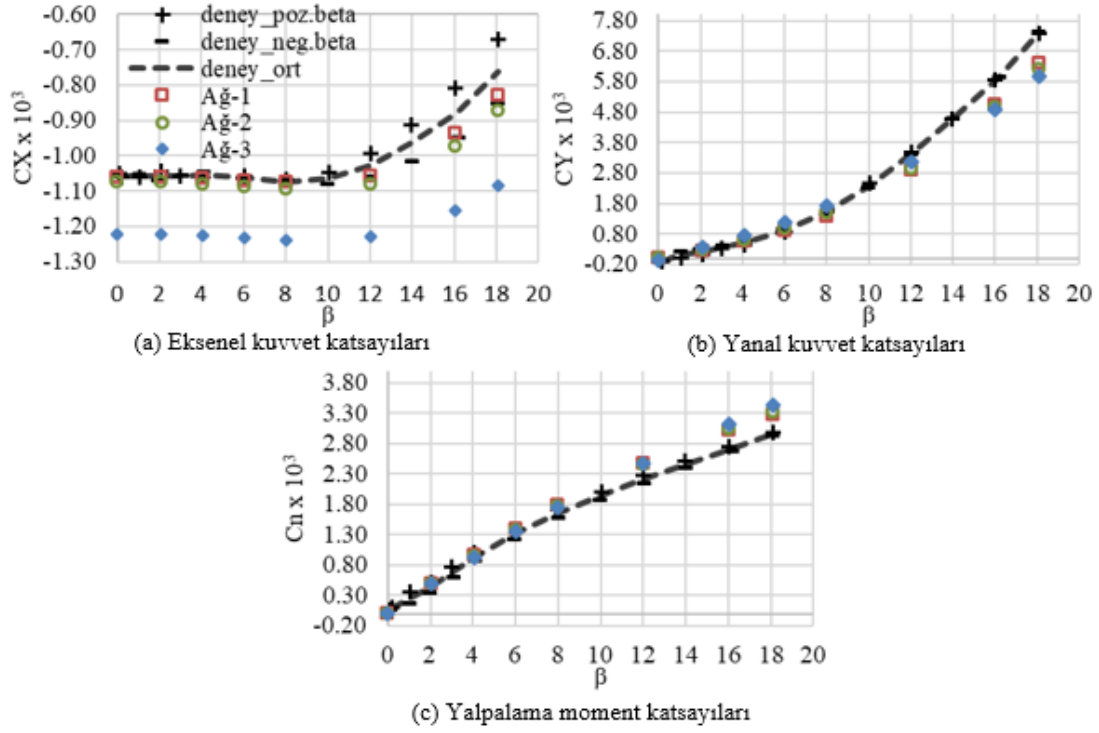 -0.60
-0.70
-0.80
-0.90
-1.00
-1.10
-1.20
-1.30
CX x 10³
deney_poz.beta
deney_neg.beta
deney_ort
Ağ-1
Ağ-2
Ağ-3
0 2 4 6 8 10 12 14 16 18 20
β
(a) Eksenel kuvvet katsayıları
7.80
6.80
5.80
4.80
3.80
2.80
1.80
0.80
-0.20
CY x 10³
0 2 4 6 8 10 12 14 16 18 20
β
(b) Yanal kuvvet katsayıları
3.80
3.30
2.80
2.30
1.80
1.30
0.80
0.30
-0.20
Cn x 10³
0 2 4 6 8 10 12 14 16 18 20
β
(c) Yalpalama moment katsayıları